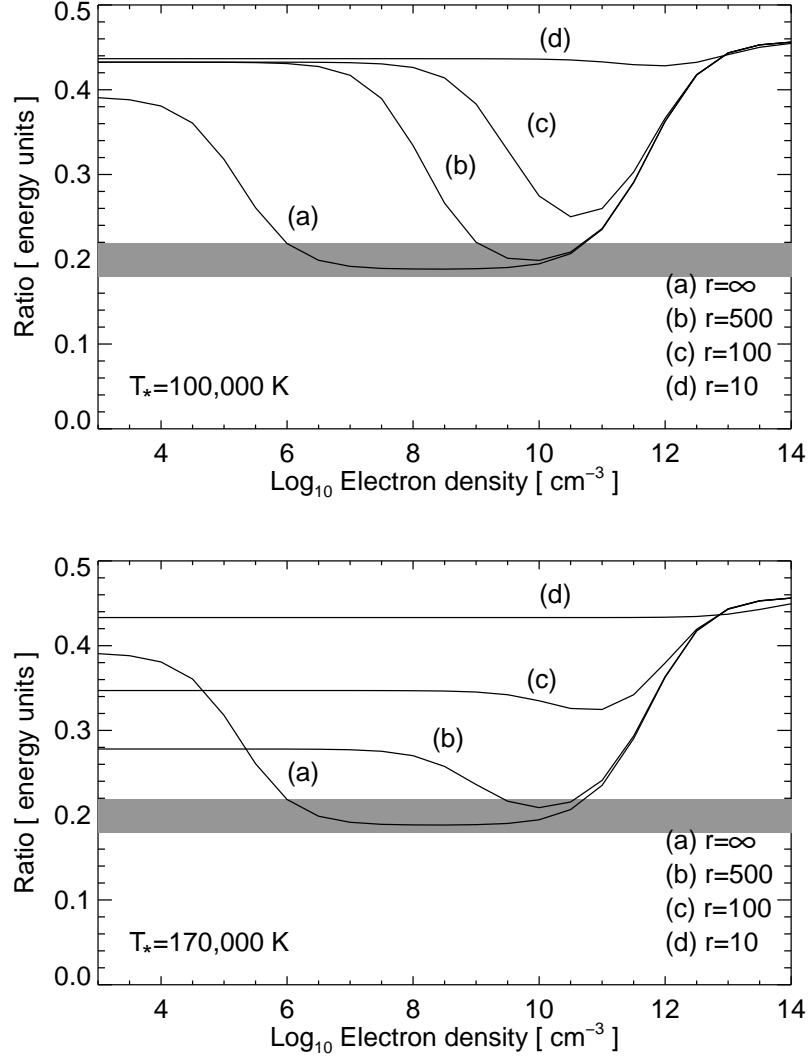 0.5
0.4
0.3
0.2
0.1
0.0
Ratio [ energy units]
(a)
(b)
(c)
(d)
(a) r=∞
(b) r=500
(c) r=100
(d) r=10
T*=100,000 K
4 6 8 10 12 14
Log10 Electron density [ cm−3 ]
0.5
0.4
0.3
0.2
0.1
0.0
Ratio [ energy units]
(a)
(b)
(c)
(d)
(a) r=∞
(b) r=500
(c) r=100
(d) r=10
T*=170,000 K
4 6 8 10 12 14
Log10 Electron density [ cm−3 ]